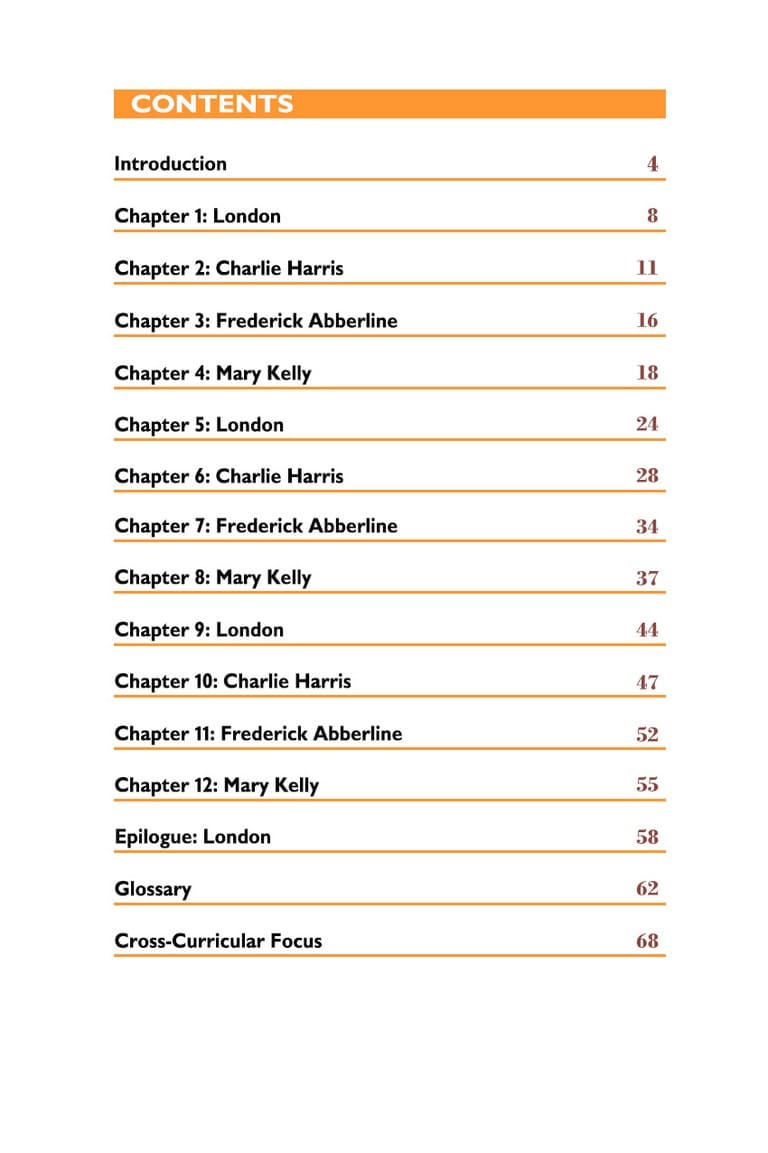 CONTENTS
Introduction 4
Chapter 1: London 8
Chapter 2: Charlie Harris 11
Chapter 3: Frederick Abberline 16
Chapter 4: Mary Kelly 18
Chapter 5: London 24
Chapter 6: Charlie Harris 28
Chapter 7: Frederick Abberline 34
Chapter 8: Mary Kelly 37
Chapter 9: London 44
Chapter 10: Charlie Harris 47
Chapter 11: Frederick Abberline 52
Chapter 12: Mary Kelly 55
Epilogue: London 58
Glossary 62
Cross-Curricular Focus 68